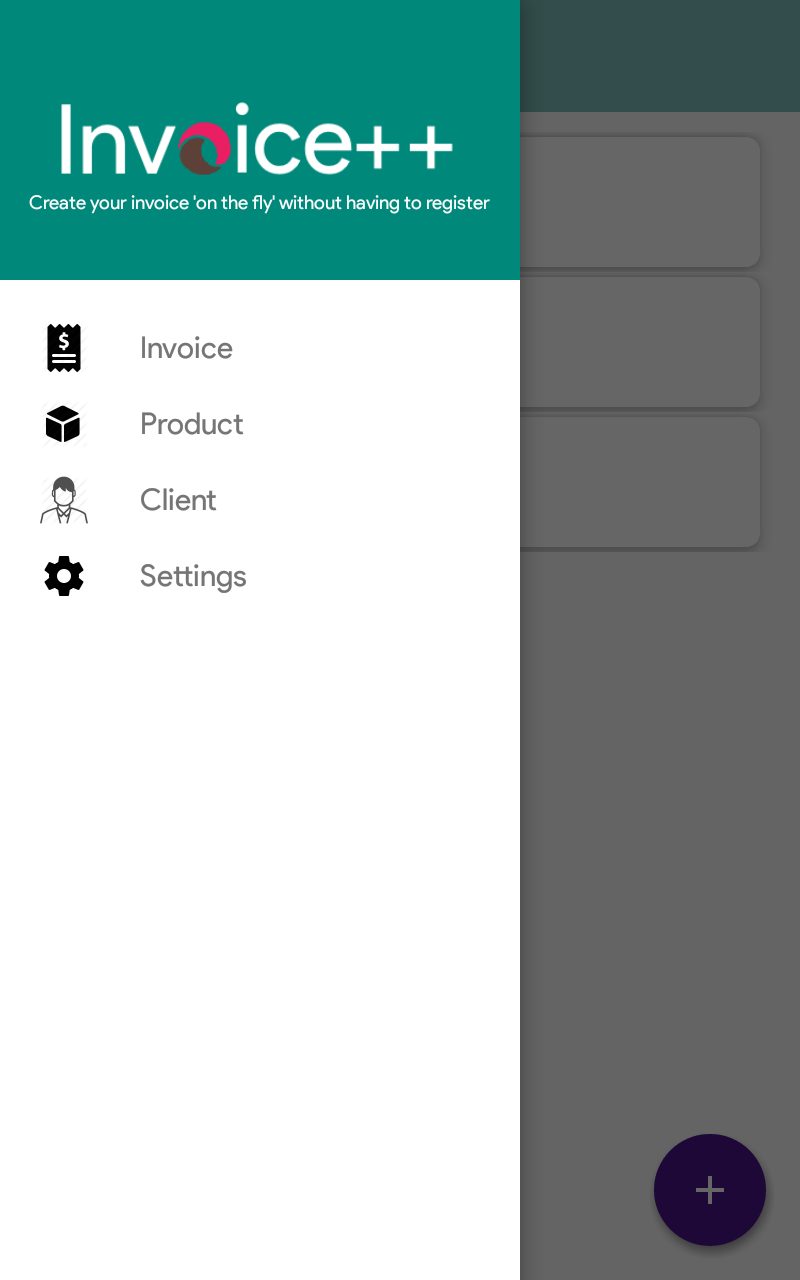 Invoice++
Create your invoice 'on the fly' without having to register
$
Invoice
Product
Client
Settings
+